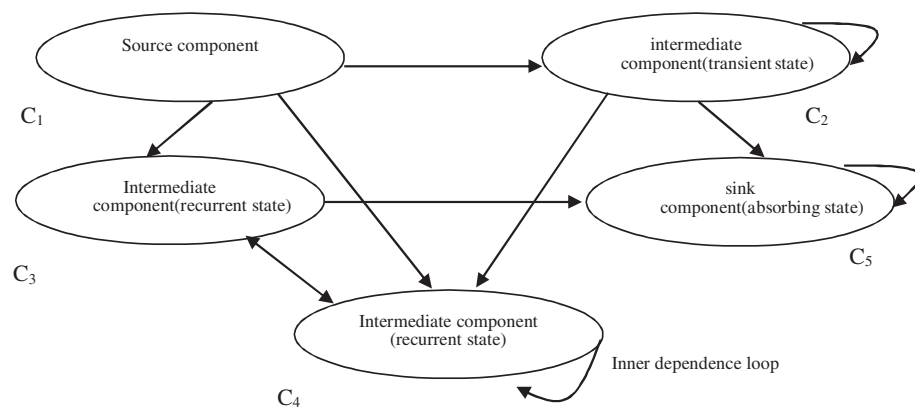 Source component
intermediate
component(transient state)
C₁
C₂
Intermediate
component(recurrent state)
sink
component(absorbing state)
C₃
C₅
Intermediate component
(recurrent state)
Inner dependence loop
C₄